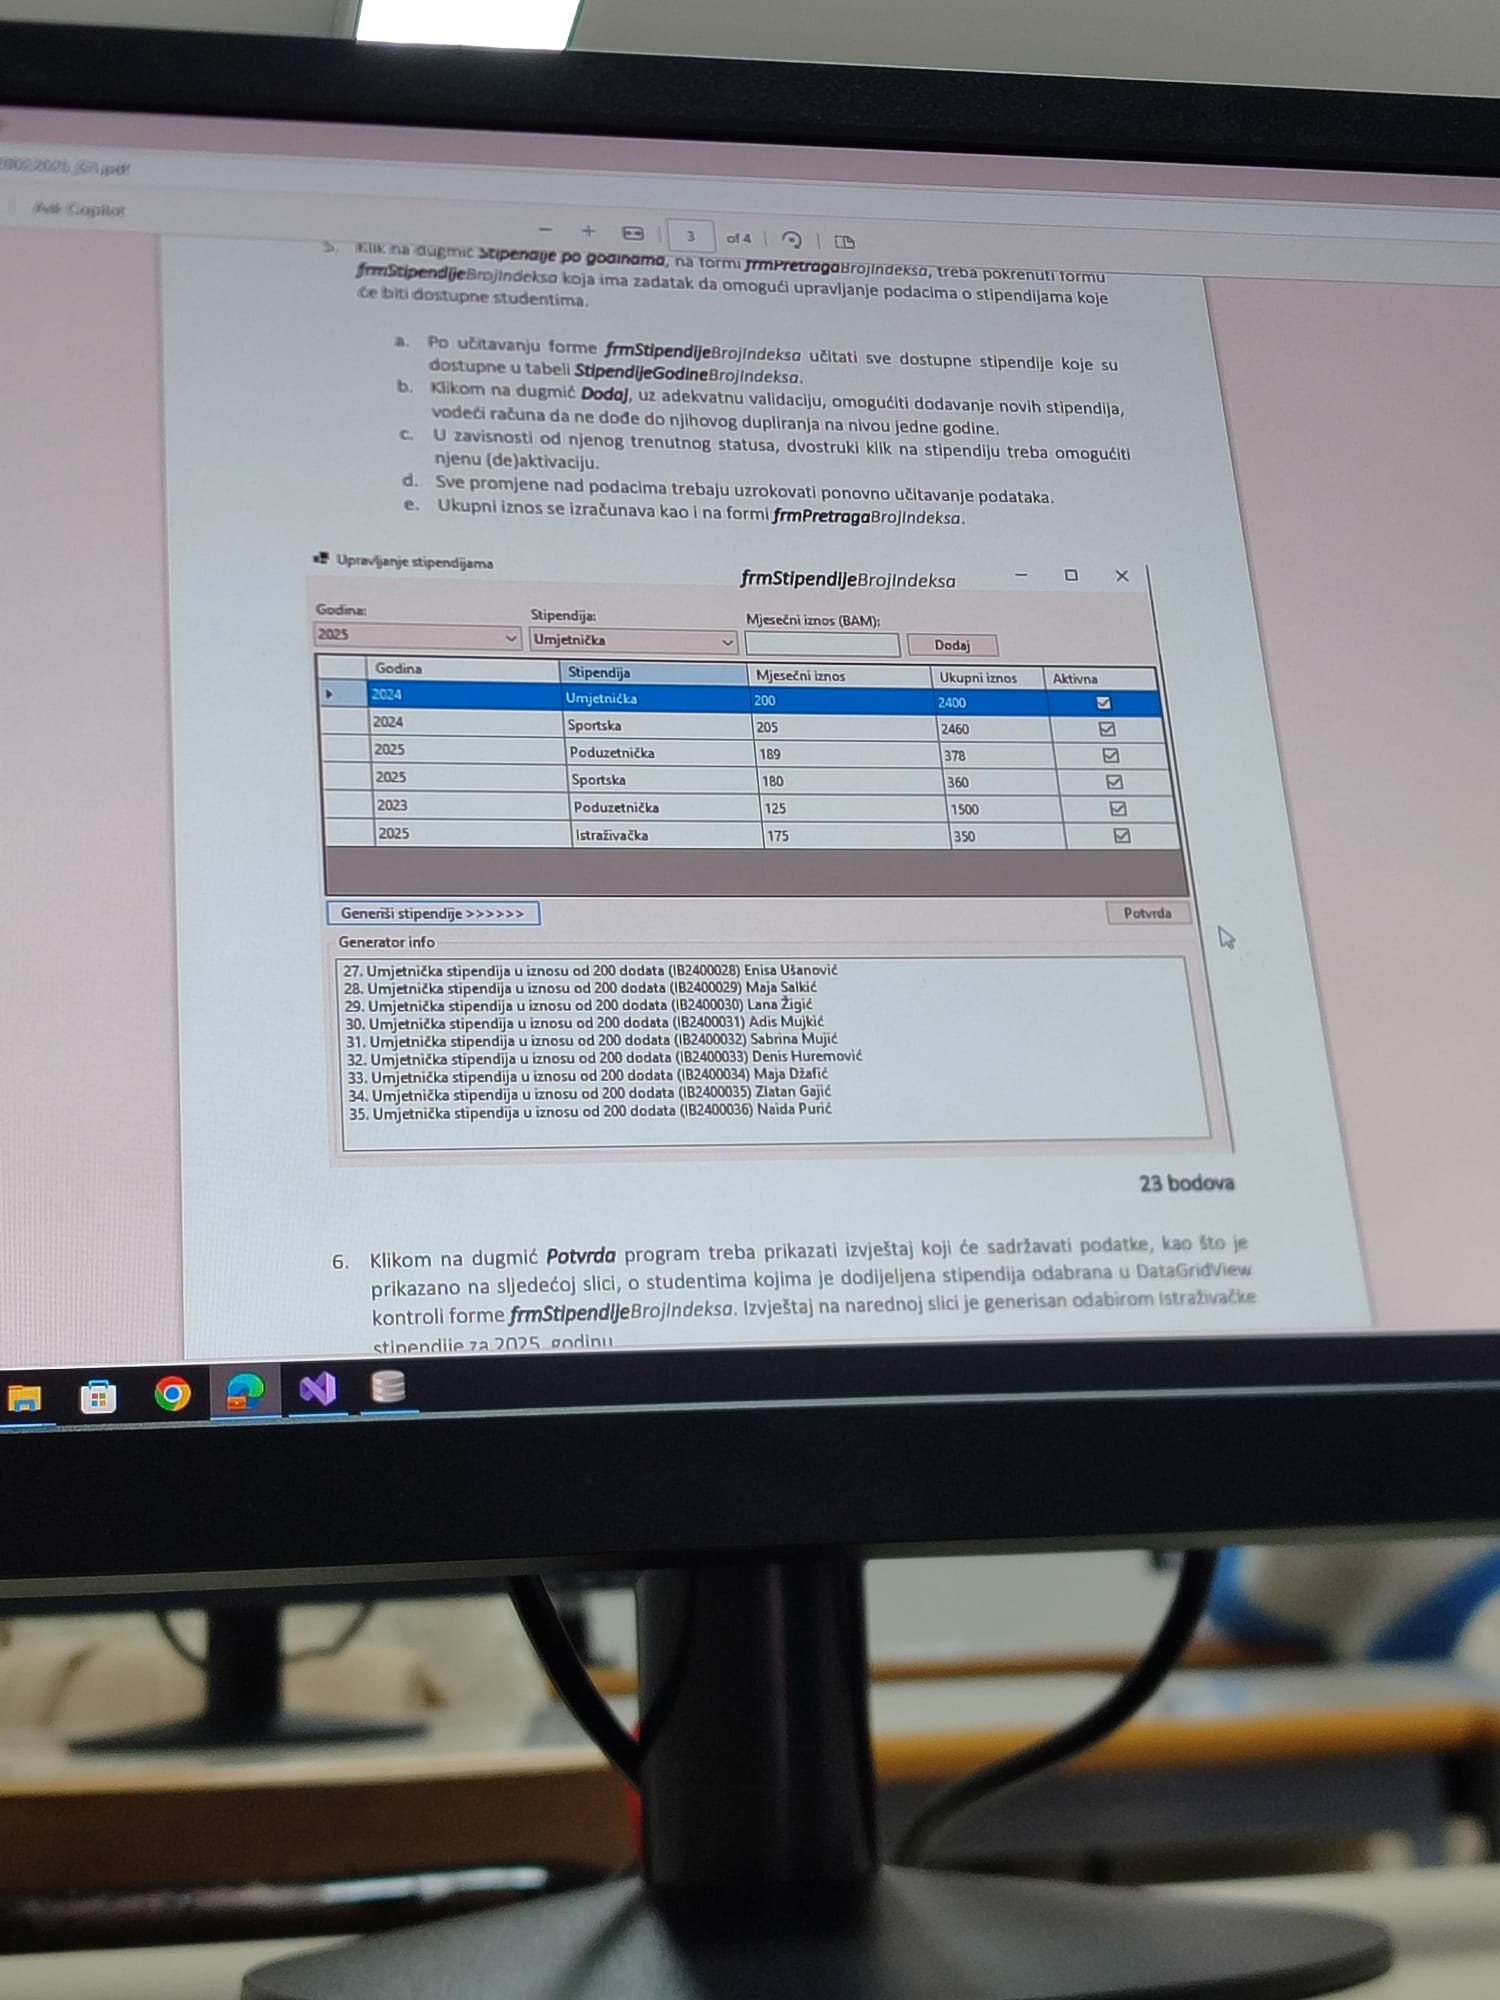 3 of 4
5. Klik na dugmić Stipendije po godinama, na formi frmPretragaBrojIndeksa, treba pokrenuti formu
frmStipendijeBrojIndeksa koja ima zadatak da omogući upravljanje podacima o stipendijama koje
će biti dostupne studentima.
a. Po učitavanju forme frmStipendijeBrojIndeksa učitati sve dostupne stipendije koje su
dostupne u tabeli StipendijeGodineBrojIndeksa.
b. Klikom na dugmić Dodaj, uz adekvatnu validaciju, omogućiti dodavanje novih stipendija,
vodeći računa da ne dođe do njihovog dupliranja na nivou jedne godine.
c. U zavisnosti od njenog trenutnog statusa, dvostruki klik na stipendiju treba omogućiti
njenu (de)aktivaciju.
d. Sve promjene nad podacima trebaju uzrokovati ponovno učitavanje podataka.
e. Ukupni iznos se izračunava kao i na formi frmPretragaBrojIndeksa.
Upravljanje stipendijama
frmStipendijeBrojIndeksa
Godina: Stipendija: Mjesečni iznos (BAM):
2025 Umjetnička Dodaj
Godina Stipendija Mjesečni iznos Ukupni iznos Aktivna
2024 Umjetnička 200 2400
2024 Sportska 205 2460
2025 Poduzetnička 189 378
2025 Sportska 180 360
2023 Poduzetnička 125 1500
2025 Istraživačka 175 350
Generiši stipendije >>>>>> Potvrda
Generator info
27. Umjetnička stipendija u iznosu od 200 dodata (IB2400028) Enisa Ušanović
28. Umjetnička stipendija u iznosu od 200 dodata (IB2400029) Maja Salkić
29. Umjetnička stipendija u iznosu od 200 dodata (IB2400030) Lana Žigić
30. Umjetnička stipendija u iznosu od 200 dodata (IB2400031) Adis Mujkić
31. Umjetnička stipendija u iznosu od 200 dodata (IB2400032) Sabrina Mujić
32. Umjetnička stipendija u iznosu od 200 dodata (IB2400033) Denis Huremović
33. Umjetnička stipendija u iznosu od 200 dodata (IB2400034) Maja Džafić
34. Umjetnička stipendija u iznosu od 200 dodata (IB2400035) Zlatan Gajić
35. Umjetnička stipendija u iznosu od 200 dodata (IB2400036) Naida Purić
23 bodova
6. Klikom na dugmić Potvrda program treba prikazati izvještaj koji će sadržavati podatke, kao što je
prikazano na sljedećoj slici, o studentima kojima je dodijeljena stipendija odabrana u DataGridView
kontroli forme frmStipendijeBrojIndeksa. Izvještaj na narednoj slici je generisan odabirom Istraživačke
stipendije za 2025. godinu